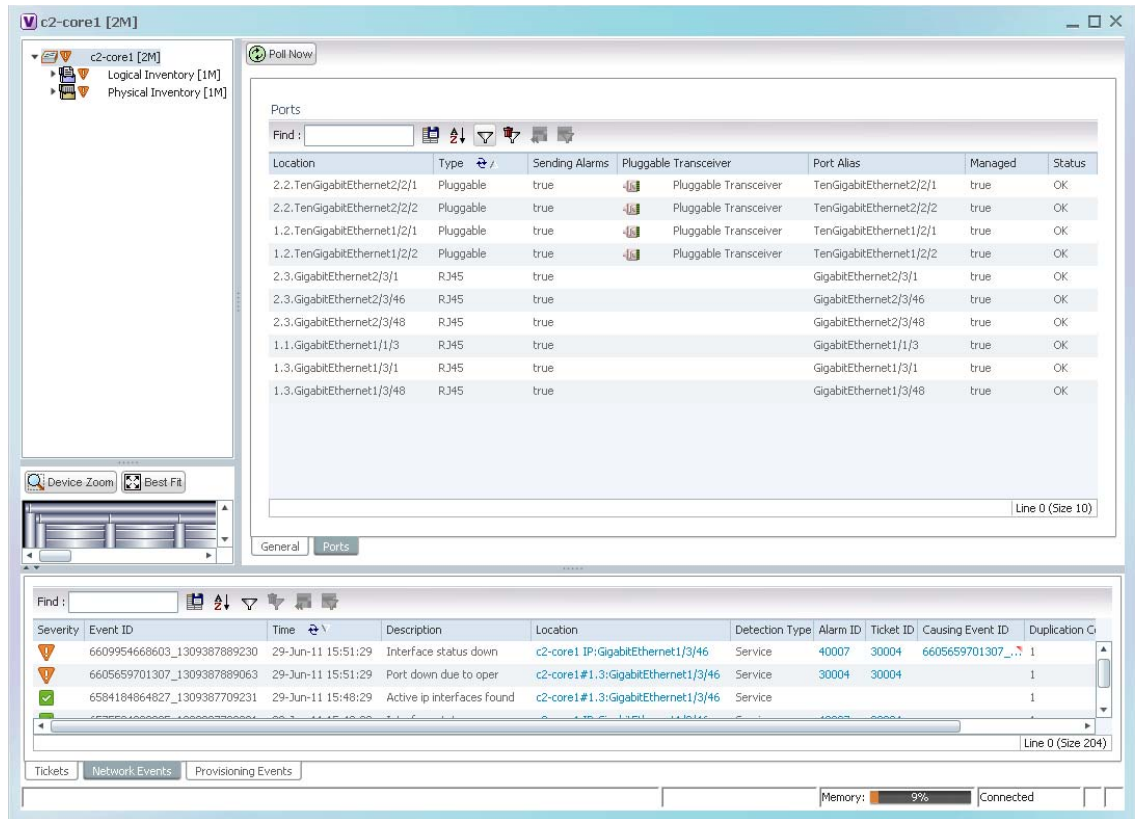 c2-core1 [2M]
c2-core1 [2M]
Logical Inventory [1M]
Physical Inventory [1M]
Poll Now
Ports
Find :
Location Type Sending Alarms Pluggable Transceiver Port Alias Managed Status
2.2.TenGigabitEthernet2/2/1 Pluggable true Pluggable Transceiver TenGigabitEthernet2/2/1 true OK
2.2.TenGigabitEthernet2/2/2 Pluggable true Pluggable Transceiver TenGigabitEthernet2/2/2 true OK
1.2.TenGigabitEthernet1/2/1 Pluggable true Pluggable Transceiver TenGigabitEthernet1/2/1 true OK
1.2.TenGigabitEthernet1/2/2 Pluggable true Pluggable Transceiver TenGigabitEthernet1/2/2 true OK
2.3.GigabitEthernet2/3/1 RJ45 true GigabitEthernet2/3/1 true OK
2.3.GigabitEthernet2/3/46 RJ45 true GigabitEthernet2/3/46 true OK
2.3.GigabitEthernet2/3/48 RJ45 true GigabitEthernet2/3/48 true OK
1.1.GigabitEthernet1/1/3 RJ45 true GigabitEthernet1/1/3 true OK
1.3.GigabitEthernet1/3/1 RJ45 true GigabitEthernet1/3/1 true OK
1.3.GigabitEthernet1/3/48 RJ45 true GigabitEthernet1/3/48 true OK
Line 0 (Size 10)
Device Zoom Best Fit
General Ports
Find :
Severity Event ID Time Description Location Detection Type Alarm ID Ticket ID Causing Event ID Duplication
6609954668603_1309387889230 29-Jun-11 15:51:29 Interface status down c2-core1 IP:GigabitEthernet1/3/46 Service 40007 30004 6605659701307_... 1
6605659701307_1309387889063 29-Jun-11 15:51:29 Port down due to oper c2-core1#1.3:GigabitEthernet1/3/46 Service 30004 30004 1
6584184864827_1309387709231 29-Jun-11 15:48:29 Active ip interfaces found c2-core1#1.3:GigabitEthernet1/3/46 Service 1
Line 0 (Size 204)
Tickets Network Events Provisioning Events
Memory: 9% Connected